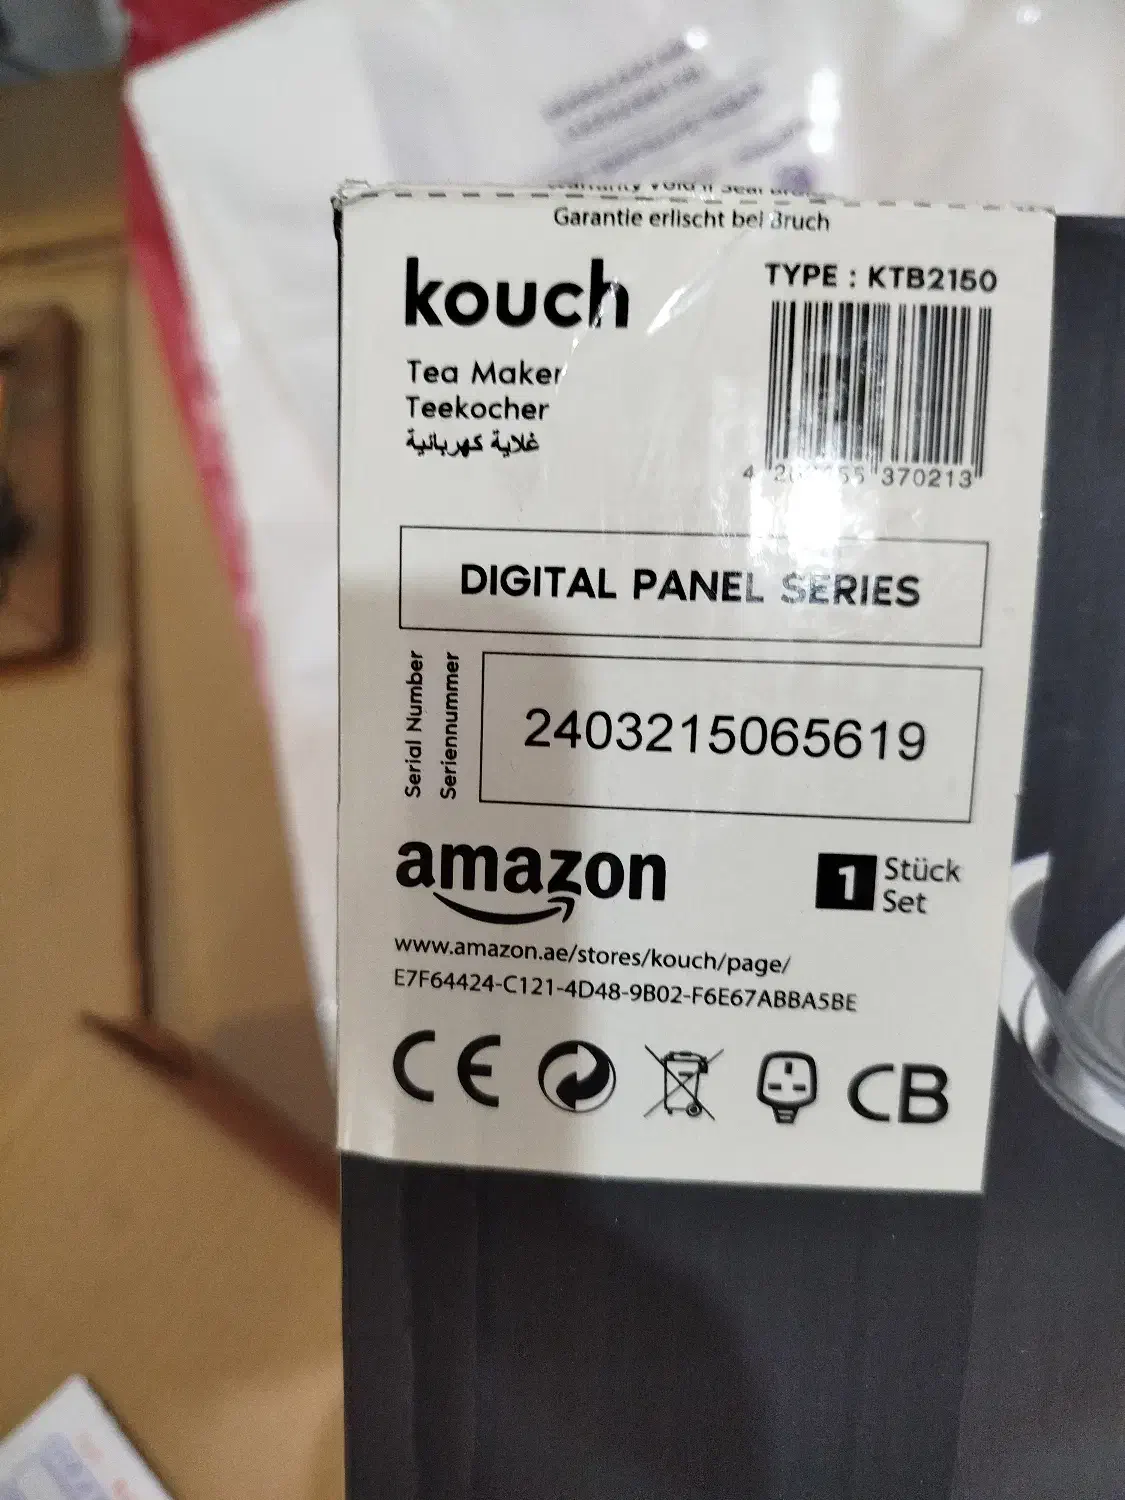 Garantie erlischt bei Bruch
kouch
TYPE : KTB2150
Tea Maker
Teekocher
غلاية كهربائية
370213
DIGITAL PANEL SERIES
Serial Number
Seriennummer
2403215065619
amazon
1 Stück
Set
www.amazon.ae/stores/kouch/page/
E7F64424-C121-4D48-9B02-F6E67ABBA5BE
CE
CB